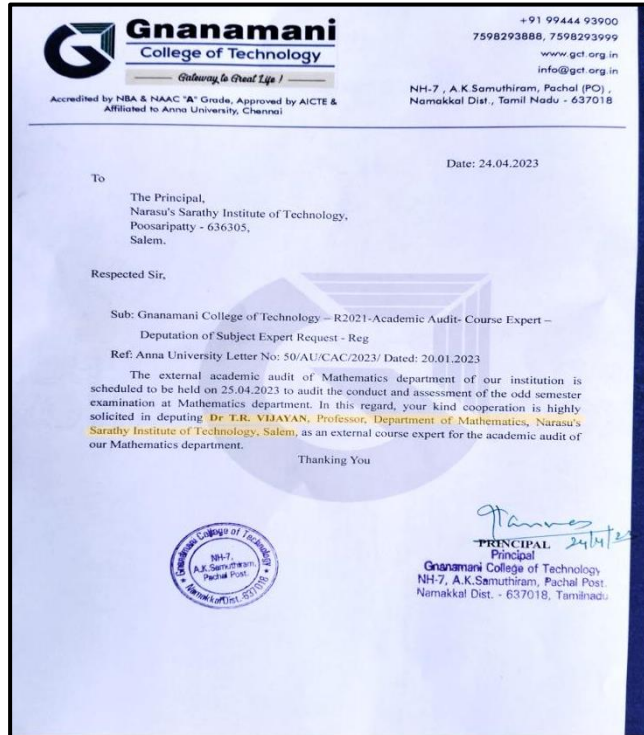 Gnanamani
College of Technology
Gateway to Great Life !
Accredited by NBA & NAAC "A" Grade, Approved by AICTE &
Affiliated to Anna University, Chennai
+91 99444 93900
7598293888, 7598293999
www.gct.org.in
info@gct.org.in
NH-7 , A.K.Samuthiram, Pachal (PO) ,
Namakkal Dist., Tamil Nadu - 637018
Date: 24.04.2023
To
The Principal,
Narasu's Sarathy Institute of Technology,
Poosaripatty - 636305,
Salem.
Respected Sir,
Sub: Gnanamani College of Technology – R2021-Academic Audit- Course Expert –
Deputation of Subject Expert Request - Reg
Ref: Anna University Letter No: 50/AU/CAC/2023/ Dated: 20.01.2023
The external academic audit of Mathematics department of our institution is
scheduled to be held on 25.04.2023 to audit the conduct and assessment of the odd semester
examination at Mathematics department. In this regard, your kind cooperation is highly
solicited in deputing Dr T.R. VIJAYAN, Professor, Department of Mathematics, Narasu's
Sarathy Institute of Technology, Salem, as an external course expert for the academic audit of
our Mathematics department.
Thanking You
Gnanamani College of Technology
NH-7,
A.K.Samuthiram,
Pachal Post.
Namakkal Dist.-637018
PRINCIPAL
24/4/23
Principal
Gnanamani College of Technology
NH-7, A.K.Samuthiram, Pachal Post.
Namakkal Dist. - 637018, Tamilnadu